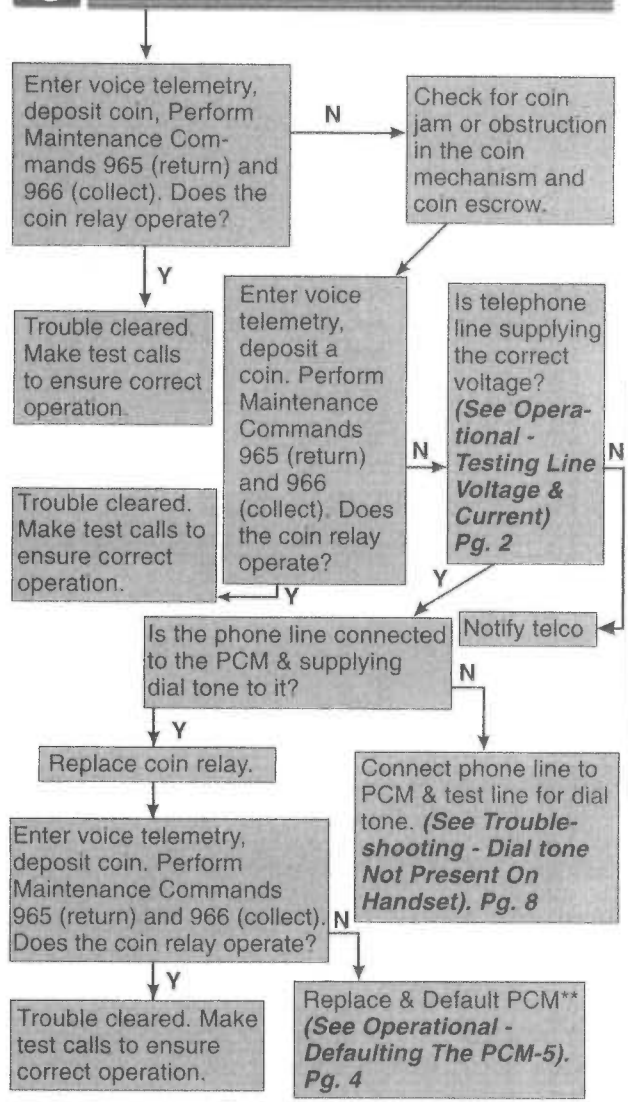 Enter voice telemetry,
deposit coin, Perform
Maintenance Com-
mands 965 (return) and
966 (collect). Does the
coin relay operate?
N
Check for coin
jam or obstruction
in the coin
mechanism and
coin escrow.
Y
Trouble cleared.
Make test calls
to ensure correct
operation.
Enter voice
telemetry,
deposit a
coin. Perform
Maintenance
Commands
965 (return)
and 966
(collect). Does
the coin relay
operate?
N
Is telephone
line supplying
the correct
voltage?
(See Opera-
tional -
Testing Line
Voltage &
Current)
Pg. 2
N
Trouble cleared.
Make test calls to
ensure correct
operation.
Y
Y
Notify telco
Is the phone line connected
to the PCM & supplying
dial tone to it?
N
Y
Replace coin relay.
Connect phone line to
PCM & test line for dial
tone. (See Trouble-
shooting - Dial tone
Not Present On
Handset). Pg. 8
Enter voice telemetry,
deposit coin. Perform
Maintenance Commands
965 (return) and 966 (collect).
Does the coin relay operate?
N
Y
Trouble cleared. Make
test calls to ensure
correct operation.
Replace & Default PCM**
(See Operational -
Defaulting The PCM-5).
Pg. 4